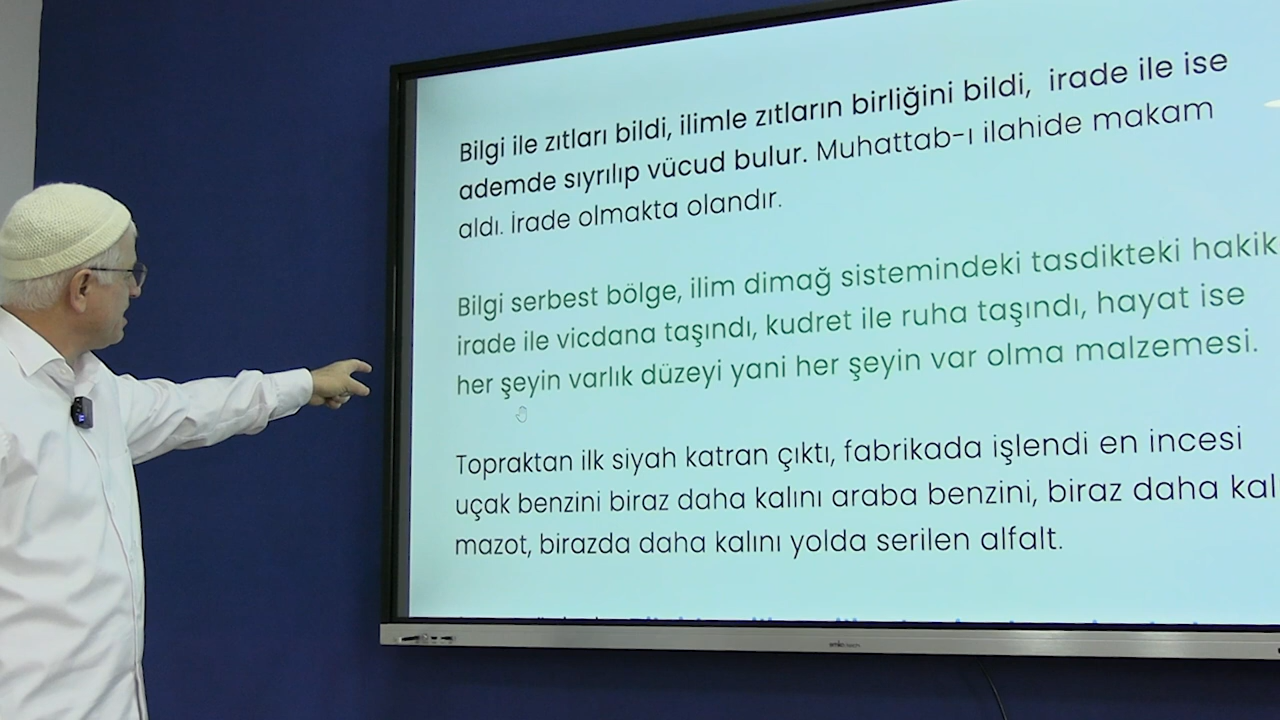 Bilgi ile zıtları bildi, ilimle zıtların birliğini bildi, irade ile ise
ademde sıyrılıp vücud bulur. Muhattab-ı ilahide makam
aldı. İrade olmakta olandır.
Bilgi serbest bölge, ilim dimağ sistemindeki tasdikteki hakik
irade ile vicdana taşındı, kudret ile ruha taşındı, hayat ise
her şeyin varlık düzeyi yani her şeyin var olma malzemesi.
Topraktan ilk siyah katran çıktı, fabrikada işlendi en incesi
uçak benzini biraz daha kalını araba benzini, biraz daha kalı
mazot, birazda daha kalını yolda serilen alfalt.